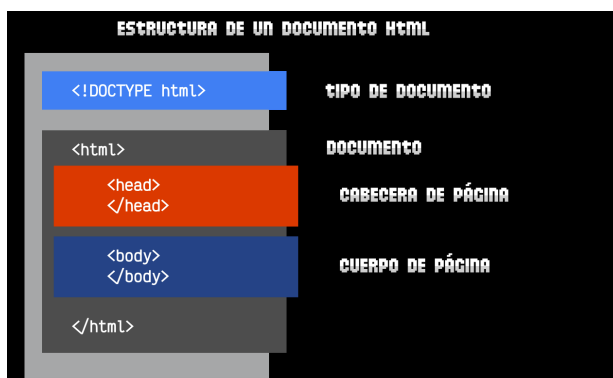 ESTRUCTURA DE UN DOCUMENTO HTML
<!DOCTYPE html> TIPO DE DOCUMENTO
<html> DOCUMENTO
<head>
</head>
CABECERA DE PÁGINA
<body>
</body>
CUERPO DE PÁGINA
</html>